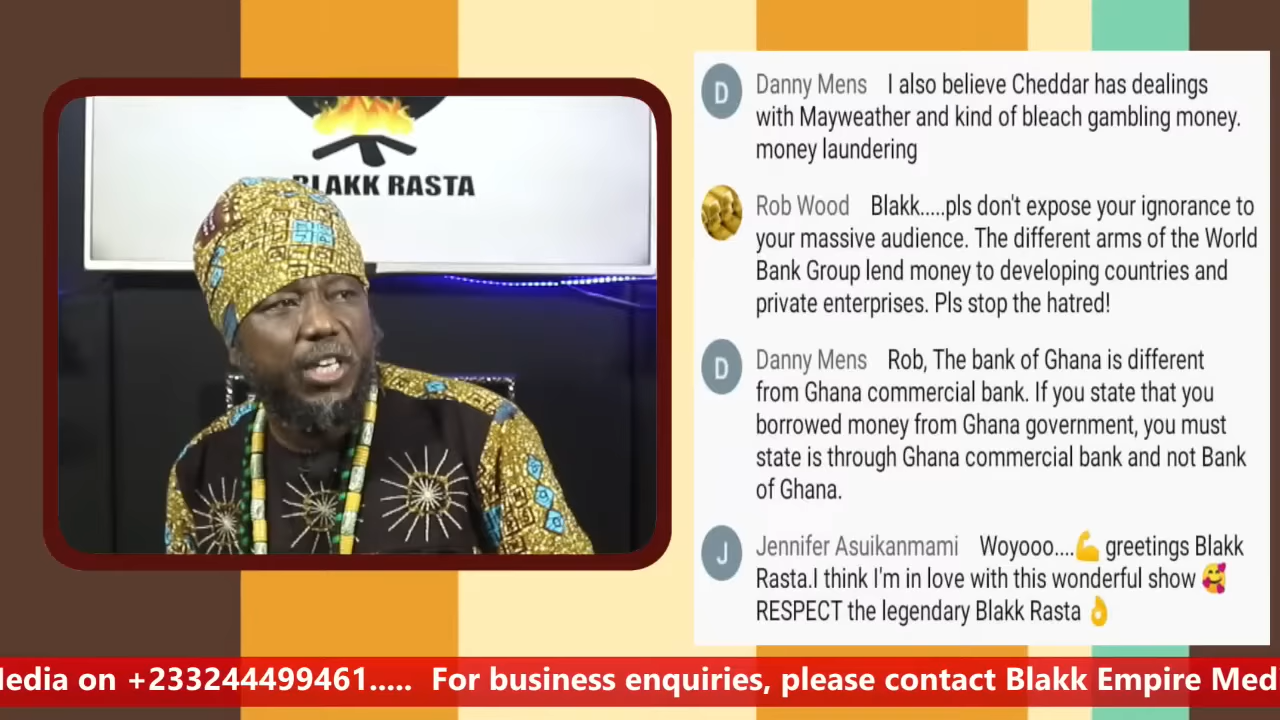 BLAKK RASTA
Danny Mens I also believe Cheddar has dealings
with Mayweather and kind of bleach gambling money.
money laundering
Rob Wood Blakk.....pls don't expose your ignorance to
your massive audience. The different arms of the World
Bank Group lend money to developing countries and
private enterprises. Pls stop the hatred!
Danny Mens Rob, The bank of Ghana is different
from Ghana commercial bank. If you state that you
borrowed money from Ghana government, you must
state is through Ghana commercial bank and not Bank
of Ghana.
Jennifer Asuikanmami Woyooo....💪 greetings Blakk
Rasta.I think I'm in love with this wonderful show 🥰
RESPECT the legendary Blakk Rasta 👌
D
D
J
Media on +233244499461..... For business enquiries, please contact Blakk Empire Med